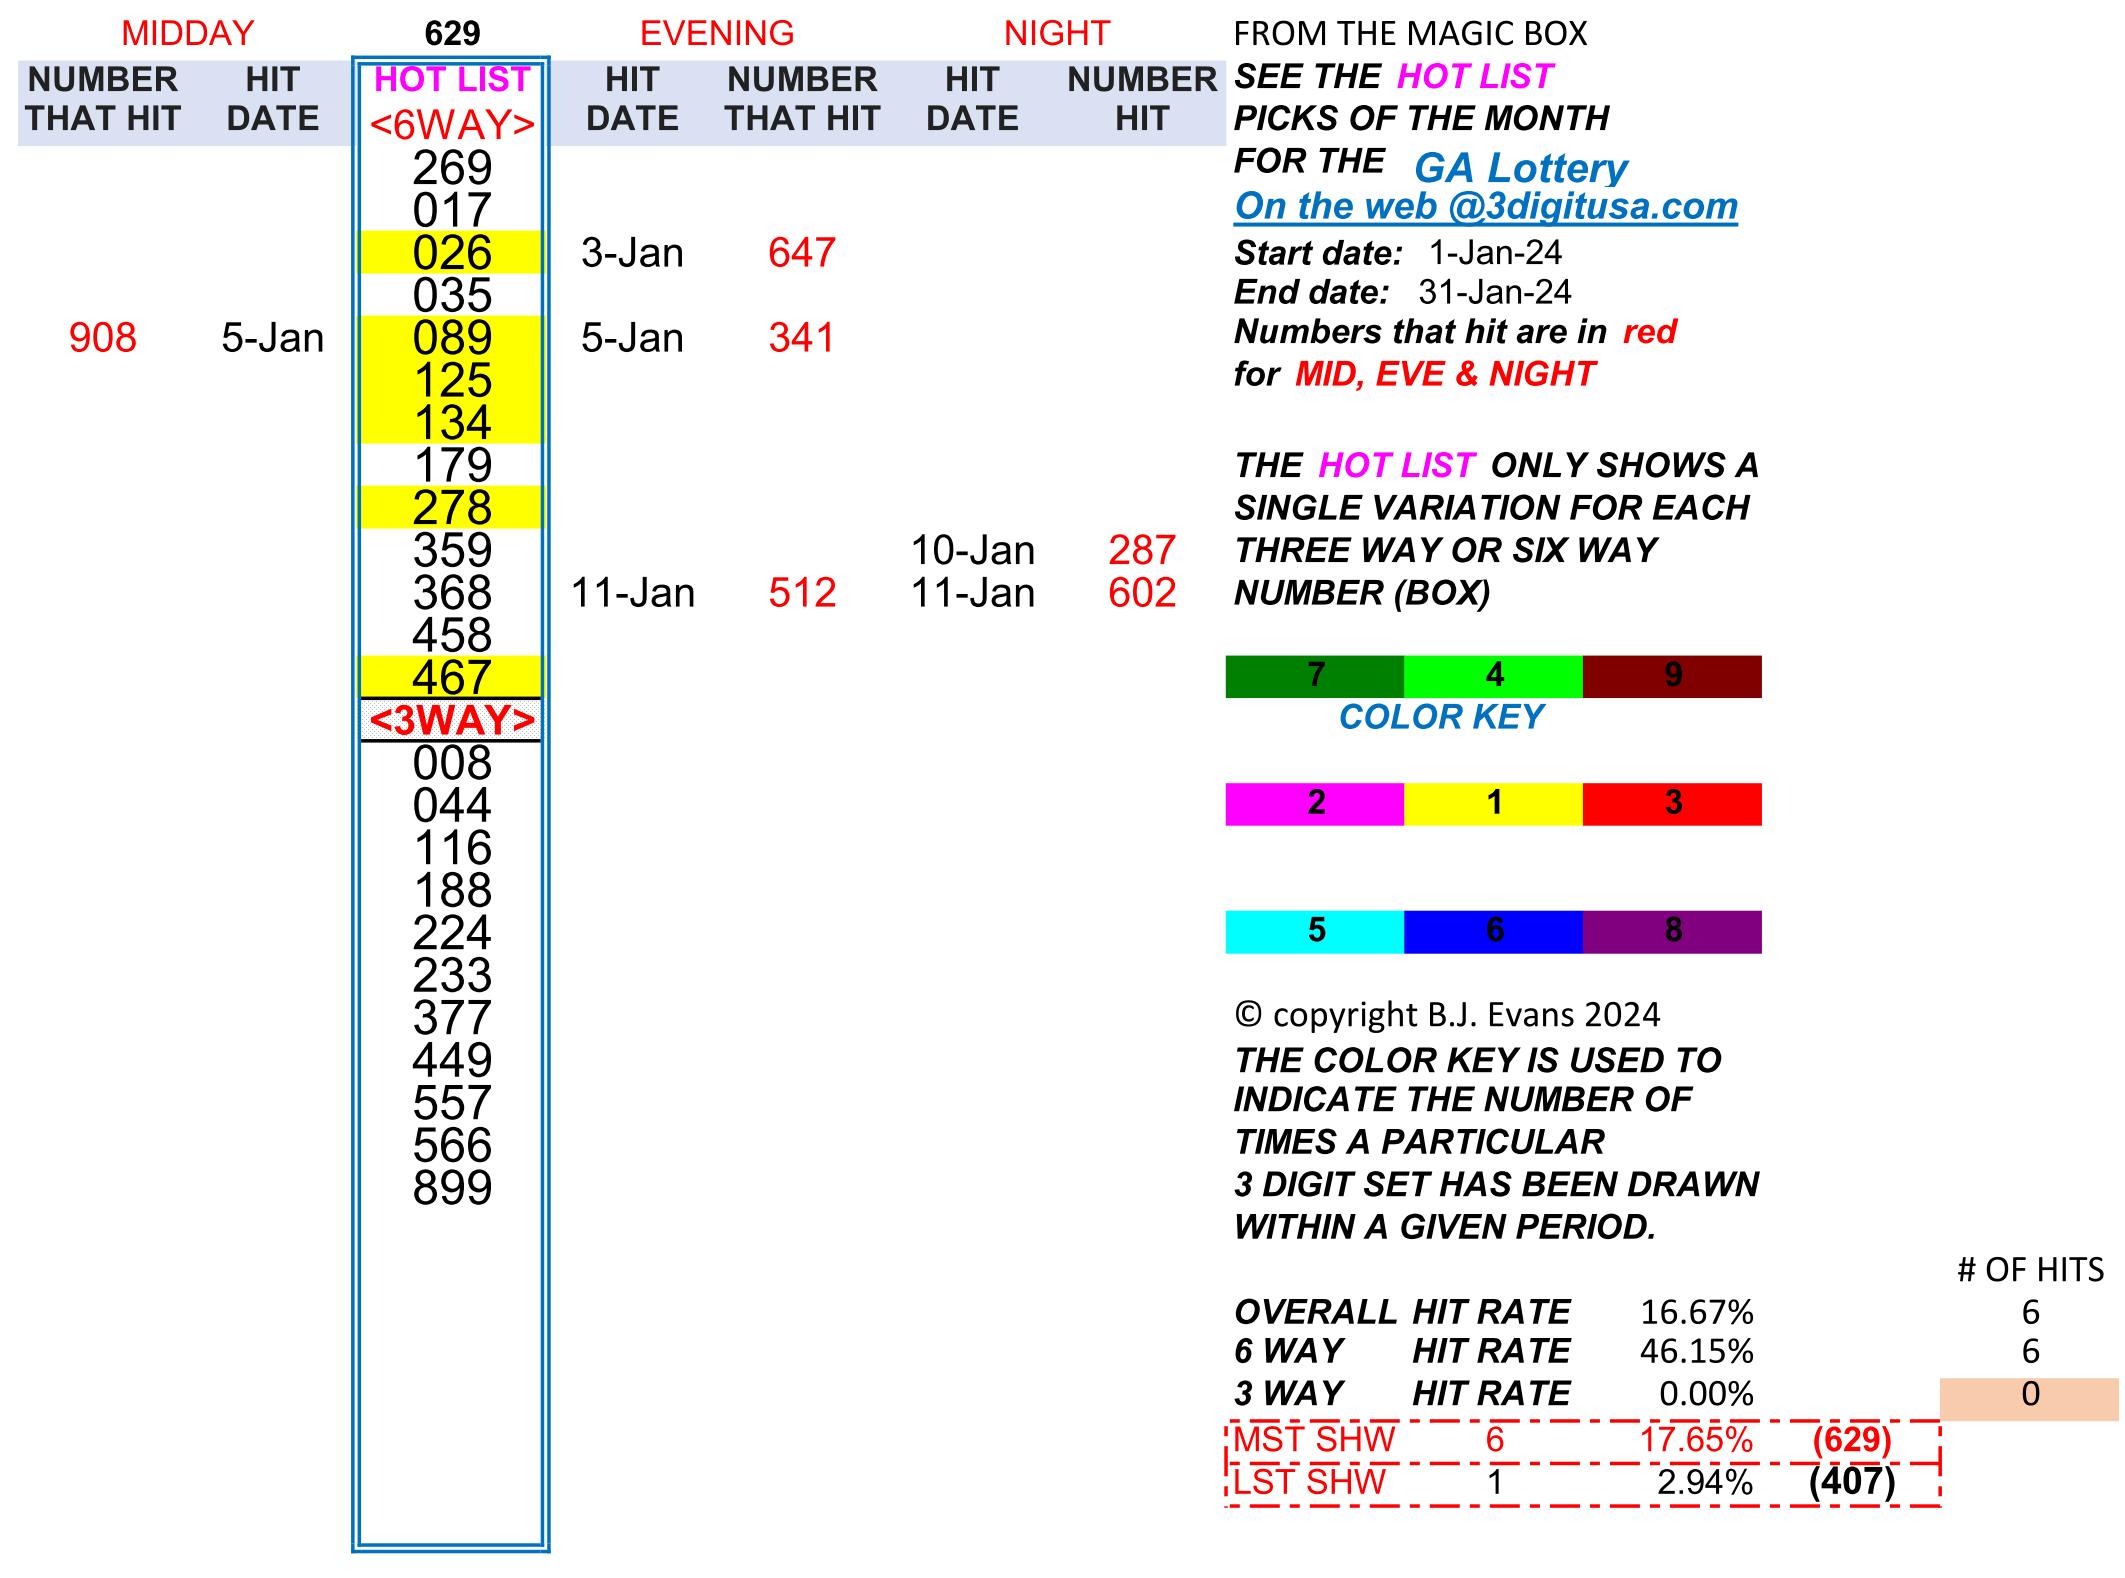 MIDDAY 629 EVENING NIGHT FROM THE MAGIC BOX
NUMBER HIT HOT LIST HIT NUMBER HIT NUMBER SEE THE HOT LIST
THAT HIT DATE <6WAY> DATE THAT HIT DATE HIT PICKS OF THE MONTH
269 FOR THE GA Lottery
017 On the web @3digitusa.com
026 3-Jan 647 Start date: 1-Jan-24
035 End date: 31-Jan-24
908 5-Jan 089 5-Jan 341 Numbers that hit are in red
125 for MID, EVE & NIGHT
134
179 THE HOT LIST ONLY SHOWS A
278 SINGLE VARIATION FOR EACH
359 10-Jan 287 THREE WAY OR SIX WAY
368 11-Jan 512 11-Jan 602 NUMBER (BOX)
458
467 7 4 9
<3WAY> COLOR KEY
008
044 2 1 3
116
188
224 5 6 8
233
377 © copyright B.J. Evans 2024
449 THE COLOR KEY IS USED TO
557 INDICATE THE NUMBER OF
566 TIMES A PARTICULAR
899 3 DIGIT SET HAS BEEN DRAWN
WITHIN A GIVEN PERIOD.
# OF HITS
OVERALL HIT RATE 16.67% 6
6 WAY HIT RATE 46.15% 6
3 WAY HIT RATE 0.00% 0
MST SHW 6 17.65% (629)
LST SHW 1 2.94% (407)